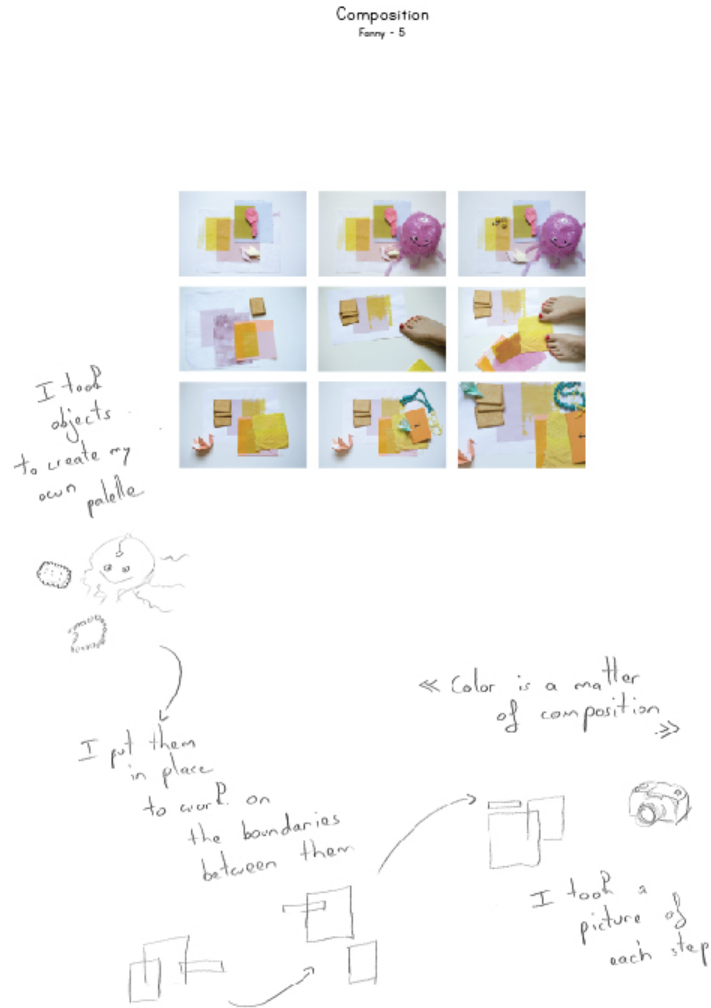 Composition
Fanny - 5
I took
objects
to create my
own
palette
I put them
in place
to work on
the boundaries
between them
« Color is a matter
of composition
»
I took a
picture of
each step